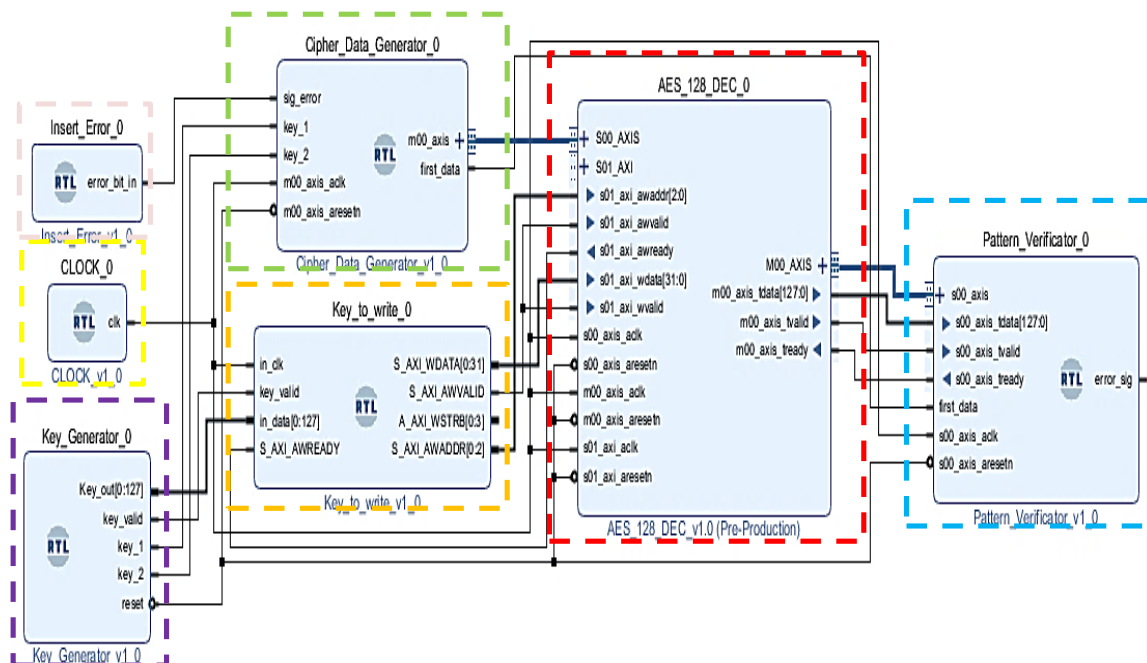 Insert_Error_0
RTL
error_bit_in
Insert_Error_v1_0
CLOCK_0
RTL
clk
CLOCK_v1_0
Key_Generator_0
Key_out[0:127]
key_valid
RTL
key_1
key_2
reset
Key_Generator_v1_0
Cipher_Data_Generator_0
sig_error
key_1
key_2
m00_axis_aclk
m00_axis_aresetn
RTL
m00_axis
first_data
Cipher_Data_Generator_v1_0
Key_to_write_0
in_clk
key_valid
in_data[0:127]
S_AXI_AWREADY
RTL
S_AXI_WDATA[0:31]
S_AXI_AWVALID
A_AXI_WSTRB[0:3]
S_AXI_AWADDR[0:2]
Key_to_write_v1_0
AES_128_DEC_0
S00_AXIS
S01_AXI
s01_axi_awaddr[2:0]
s01_axi_awvalid
s01_axi_awready
s01_axi_wdata[31:0]
s01_axi_wvalid
s00_axis_aclk
s00_axis_aresetn
m00_axis_aclk
m00_axis_aresetn
s01_axi_aclk
s01_axi_aresetn
M00_AXIS
m00_axis_tdata[127:0]
m00_axis_tvalid
m00_axis_tready
AES_128_DEC_v1.0 (Pre-Production)
Pattern_Verificator_0
s00_axis
s00_axis_tdata[127:0]
s00_axis_tvalid
s00_axis_tready
first_data
s00_axis_aclk
s00_axis_aresetn
RTL
error_sig
Pattern_Verificator_v1_0